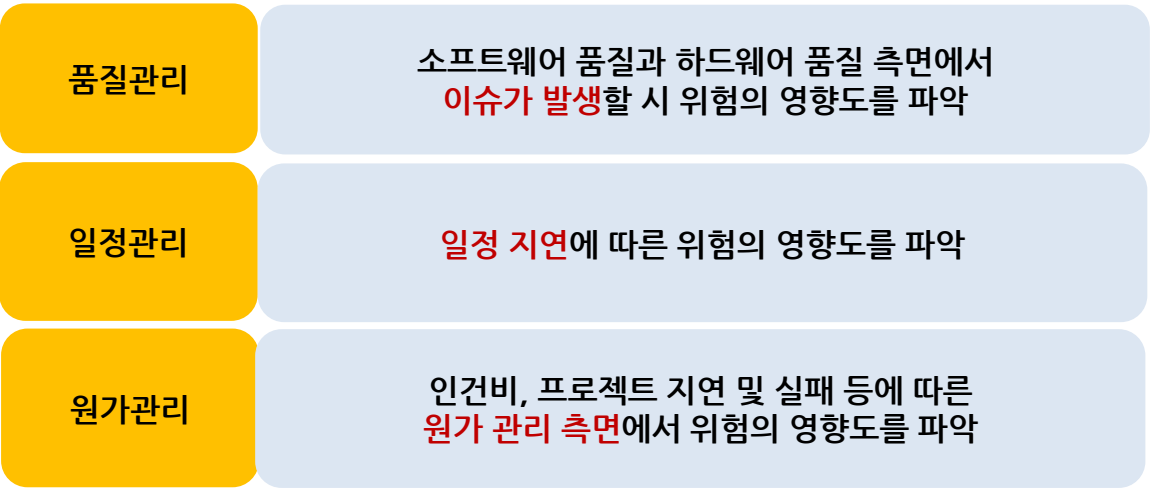 품질관리
소프트웨어 품질과 하드웨어 품질 측면에서
이슈가 발생할 시 위험의 영향도를 파악
일정관리
일정 지연에 따른 위험의 영향도를 파악
원가관리
인건비, 프로젝트 지연 및 실패 등에 따른
원가 관리 측면에서 위험의 영향도를 파악